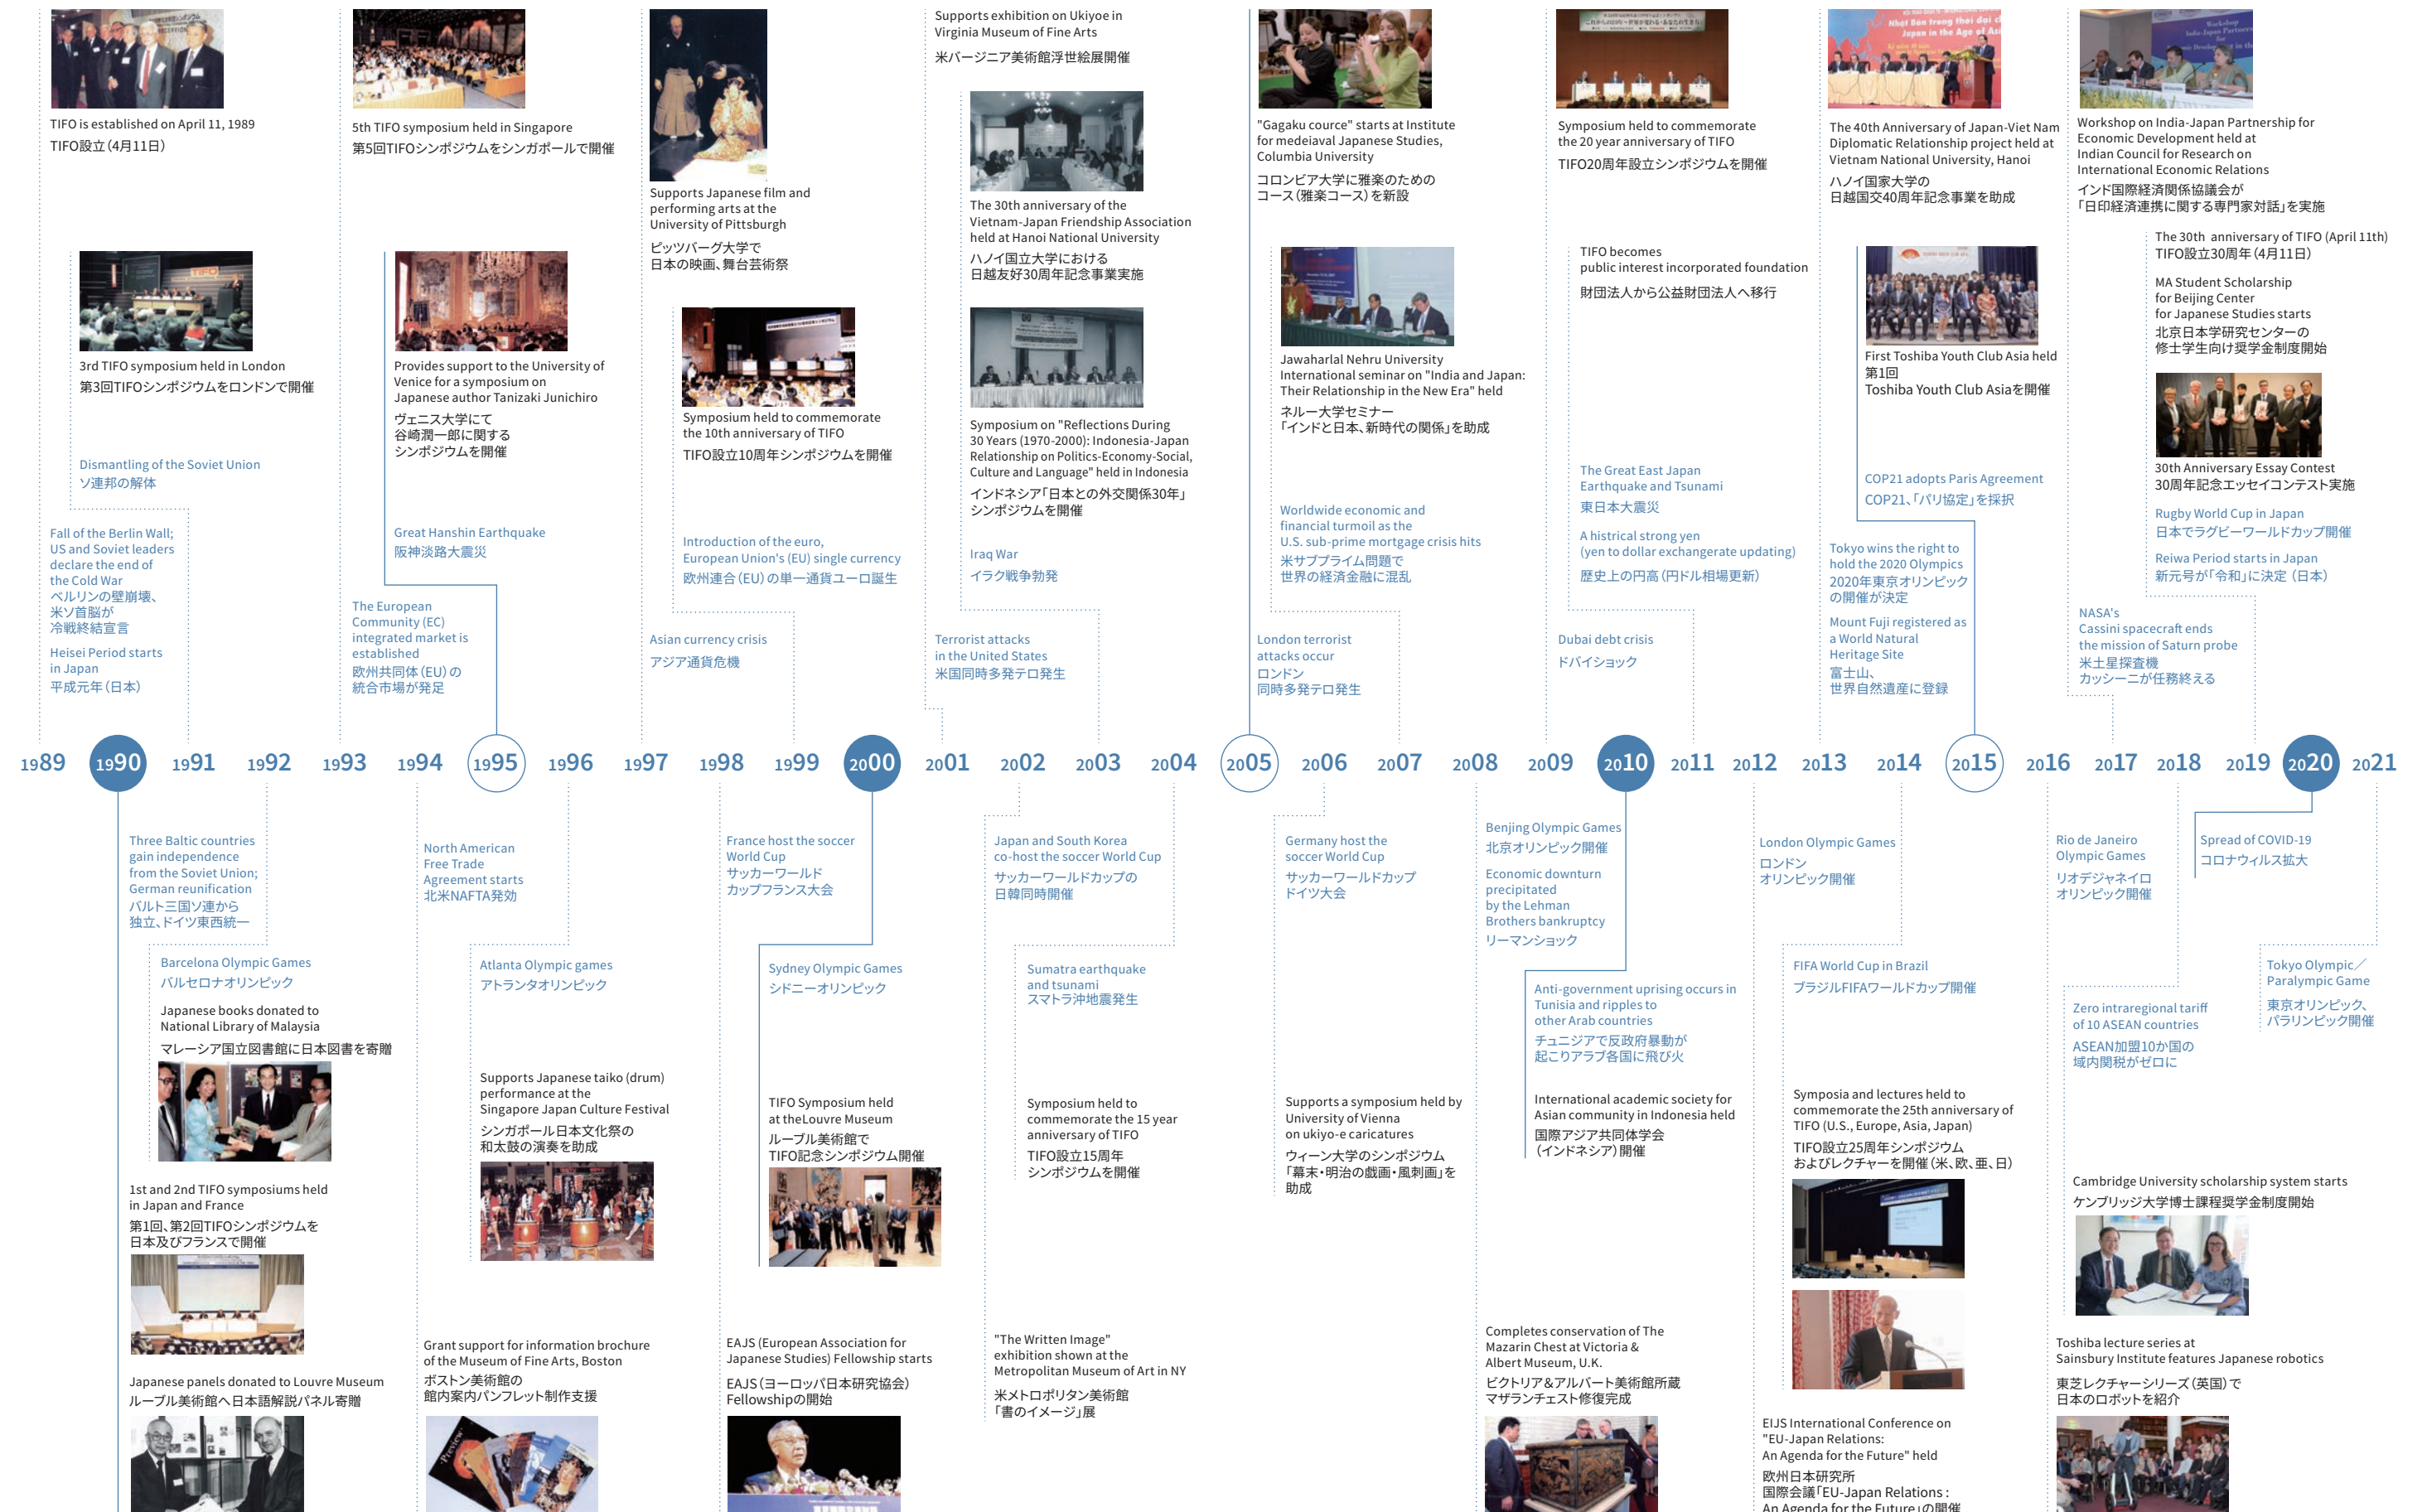 TIFO is established on April 11, 1989
TIFO設立（4月11日）
3rd TIFO symposium held in London
第3回TIFOシンポジウムをロンドンで開催
Dismantling of the Soviet Union
ソ連邦の解体
Fall of the Berlin Wall;
US and Soviet leaders
declare the end of
the Cold War
ベルリンの壁崩壊、
米ソ首脳が
冷戦終結宣言
Heisei Period starts
in Japan
平成元年（日本）
5th TIFO symposium held in Singapore
第5回TIFOシンポジウムをシンガポールで開催
Provides support to the University of
Venice for a symposium on
Japanese author Tanizaki Junichiro
ヴェニス大学にて
谷崎潤一郎に関する
シンポジウムを開催
Great Hanshin Earthquake
阪神淡路大震災
The European
Community (EC)
integrated market is
established
欧州共同体（EU）の
統合市場が発足
Supports Japanese film and
performing arts at the
University of Pittsburgh
ピッツバーグ大学で
日本の映画、舞台芸術祭
Symposium held to commemorate
the 10th anniversary of TIFO
TIFO設立10周年シンポジウムを開催
Introduction of the euro,
European Union's (EU) single currency
欧州連合（EU）の単一通貨ユーロ誕生
Asian currency crisis
アジア通貨危機
Supports exhibition on Ukiyoe in
Virginia Museum of Fine Arts
米バージニア美術館浮世絵展開催
The 30th anniversary of the
Vietnam-Japan Friendship Association
held at Hanoi National University
ハノイ国立大学における
日越友好30周年記念事業実施
Symposium on "Reflections During
30 Years (1970-2000): Indonesia-Japan
Relationship on Politics-Economy-Social,
Culture and Language" held in Indonesia
インドネシア「日本との外交関係30年」
シンポジウムを開催
Iraq War
イラク戦争勃発
Terrorist attacks
in the United States
米国同時多発テロ発生
"Gagaku cource" starts at Institute
for medeiaval Japanese Studies,
Columbia University
コロンビア大学に雅楽のための
コース（雅楽コース）を新設
Jawaharlal Nehru University
International seminar on "India and Japan:
Their Relationship in the New Era" held
ネルー大学セミナー
「インドと日本、新時代の関係」を助成
Worldwide economic and
financial turmoil as the
U.S. sub-prime mortgage crisis hits
米サブプライム問題で
世界の経済金融に混乱
London terrorist
attacks occur
ロンドン
同時多発テロ発生
Symposium held to commemorate
the 20 year anniversary of TIFO
TIFO20周年設立シンポジウムを開催
TIFO becomes
public interest incorporated foundation
財団法人から公益財団法人へ移行
The Great East Japan
Earthquake and Tsunami
東日本大震災
A histrical strong yen
(yen to dollar exchangerate updating)
歴史上の円高（円ドル相場更新）
Dubai debt crisis
ドバイショック
Nhật Bản trong thời đại c
Japan in the Age of Asi
The 40th Anniversary of Japan-Viet Nam
Diplomatic Relationship project held at
Vietnam National University, Hanoi
ハノイ国家大学の
日越国交40周年記念事業を助成
First Toshiba Youth Club Asia held
第1回
Toshiba Youth Club Asiaを開催
COP21 adopts Paris Agreement
COP21、「パリ協定」を採択
Tokyo wins the right to
hold the 2020 Olympics
2020年東京オリンピック
の開催が決定
Mount Fuji registered as
a World Natural
Heritage Site
富士山、
世界自然遺産に登録
Workshop on India-Japan Partnership for
Economic Development held at
Indian Council for Research on
International Economic Relations
インド国際経済関係協議会が
「日印経済連携に関する専門家対話」を実施
The 30th anniversary of TIFO (April 11th)
TIFO設立30周年（4月11日）
MA Student Scholarship
for Beijing Center
for Japanese Studies starts
北京日本学研究センターの
修士学生向け奨学金制度開始
30th Anniversary Essay Contest
30周年記念エッセイコンテスト実施
Rugby World Cup in Japan
日本でラグビーワールドカップ開催
Reiwa Period starts in Japan
新元号が「令和」に決定（日本）
NASA's
Cassini spacecraft ends
the mission of Saturn probe
米土星探査機
カッシーニが任務終える
1989 1990 1991 1992 1993 1994 1995 1996 1997 1998 1999 2000 2001 2002 2003 2004 2005 2006 2007 2008 2009 2010 2011 2012 2013 2014 2015 2016 2017 2018 2019 2020 2021
Three Baltic countries
gain independence
from the Soviet Union;
German reunification
バルト三国ソ連から
独立、ドイツ東西統一
Barcelona Olympic Games
バルセロナオリンピック
Japanese books donated to
National Library of Malaysia
マレーシア国立図書館に日本図書を寄贈
1st and 2nd TIFO symposiums held
in Japan and France
第1回、第2回TIFOシンポジウムを
日本及びフランスで開催
Japanese panels donated to Louvre Museum
ルーブル美術館へ日本語解説パネル寄贈
North American
Free Trade
Agreement starts
北米NAFTA発効
Atlanta Olympic games
アトランタオリンピック
Supports Japanese taiko (drum)
performance at the
Singapore Japan Culture Festival
シンガポール日本文化祭の
和太鼓の演奏を助成
Grant support for information brochure
of the Museum of Fine Arts, Boston
ボストン美術館の
館内案内パンフレット制作支援
Preview
France host the soccer
World Cup
サッカーワールド
カップフランス大会
Sydney Olympic Games
シドニーオリンピック
TIFO Symposium held
at theLouvre Museum
ルーブル美術館で
TIFO記念シンポジウム開催
EAJS (European Association for
Japanese Studies) Fellowship starts
EAJS（ヨーロッパ日本研究協会）
Fellowshipの開始
Japan and South Korea
co-host the soccer World Cup
サッカーワールドカップの
日韓同時開催
Sumatra earthquake
and tsunami
スマトラ沖地震発生
Symposium held to
commemorate the 15 year
anniversary of TIFO
TIFO設立15周年
シンポジウムを開催
"The Written Image"
exhibition shown at the
Metropolitan Museum of Art in NY
米メトロポリタン美術館
「書のイメージ」展
Germany host the
soccer World Cup
サッカーワールドカップ
ドイツ大会
Supports a symposium held by
University of Vienna
on ukiyo-e caricatures
ウィーン大学のシンポジウム
「幕末・明治の戯画・風刺画」を
助成
Benjing Olympic Games
北京オリンピック開催
Economic downturn
precipitated
by the Lehman
Brothers bankruptcy
リーマンショック
Anti-government uprising occurs in
Tunisia and ripples to
other Arab countries
チュニジアで反政府暴動が
起こりアラブ各国に飛び火
International academic society for
Asian community in Indonesia held
国際アジア共同体学会
（インドネシア）開催
Completes conservation of The
Mazarin Chest at Victoria &
Albert Museum, U.K.
ビクトリア＆アルバート美術館所蔵
マザランチェスト修復完成
London Olympic Games
ロンドン
オリンピック開催
FIFA World Cup in Brazil
ブラジルFIFAワールドカップ開催
Symposia and lectures held to
commemorate the 25th anniversary of
TIFO (U.S., Europe, Asia, Japan)
TIFO設立25周年シンポジウム
およびレクチャーを開催（米、欧、亜、日）
EIJS International Conference on
"EU-Japan Relations:
An Agenda for the Future" held
欧州日本研究所
国際会議「EU-Japan Relations :
An Agenda for the Future」の開催
Rio de Janeiro
Olympic Games
リオデジャネイロ
オリンピック開催
Zero intraregional tariff
of 10 ASEAN countries
ASEAN加盟10か国の
域内関税がゼロに
Cambridge University scholarship system starts
ケンブリッジ大学博士課程奨学金制度開始
Toshiba lecture series at
Sainsbury Institute features Japanese robotics
東芝レクチャーシリーズ（英国）で
日本のロボットを紹介
Spread of COVID-19
コロナウィルス拡大
Tokyo Olympic／
Paralympic Game
東京オリンピック、
パラリンピック開催